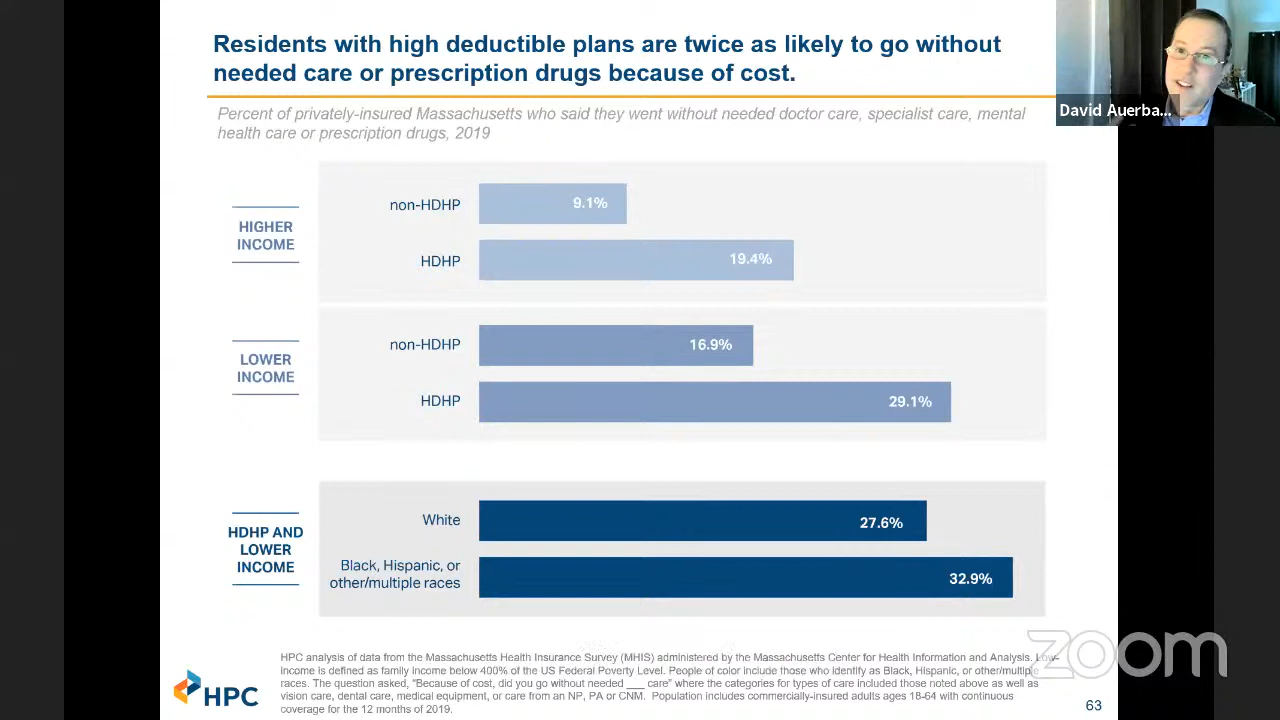 Residents with high deductible plans are twice as likely to go without
needed care or prescription drugs because of cost.
David Auerba...
Percent of privately-insured Massachusetts who said they went without needed doctor care, specialist care, mental
health care or prescription drugs, 2019
HIGHER
INCOME
non-HDHP
9.1%
HDHP
19.4%
LOWER
INCOME
non-HDHP
16.9%
HDHP
29.1%
HDHP AND
LOWER
INCOME
White
27.6%
Black, Hispanic, or
other/multiple races
32.9%
zoom
HPC analysis of data from the Massachusetts Health Insurance Survey (MHIS) administered by the Massachusetts Center for Health Information and Analysis. Low-
income is defined as family income below 400% of the US Federal Poverty Level. People of color include those who identify as Black, Hispanic, or other/multiple
races. The question asked, "Because of cost, did you go without needed ___ care" where the categories for types of care included those noted above as well as
vision care, dental care, medical equipment, or care from an NP, PA or CNM. Population includes commercially-insured adults ages 18-64 with continuous
coverage for the 12 months of 2019.
HPC
63